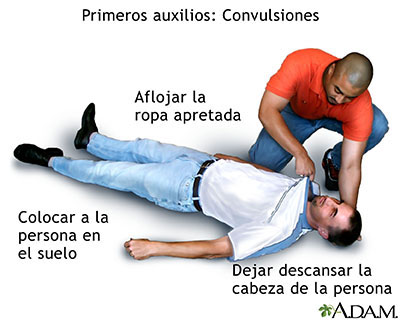 Primeros auxilios: Convulsiones
Aflojar la
ropa apretada
Colocar a la
persona en
el suelo
Dejar descansar la
cabeza de la persona
ADAM.